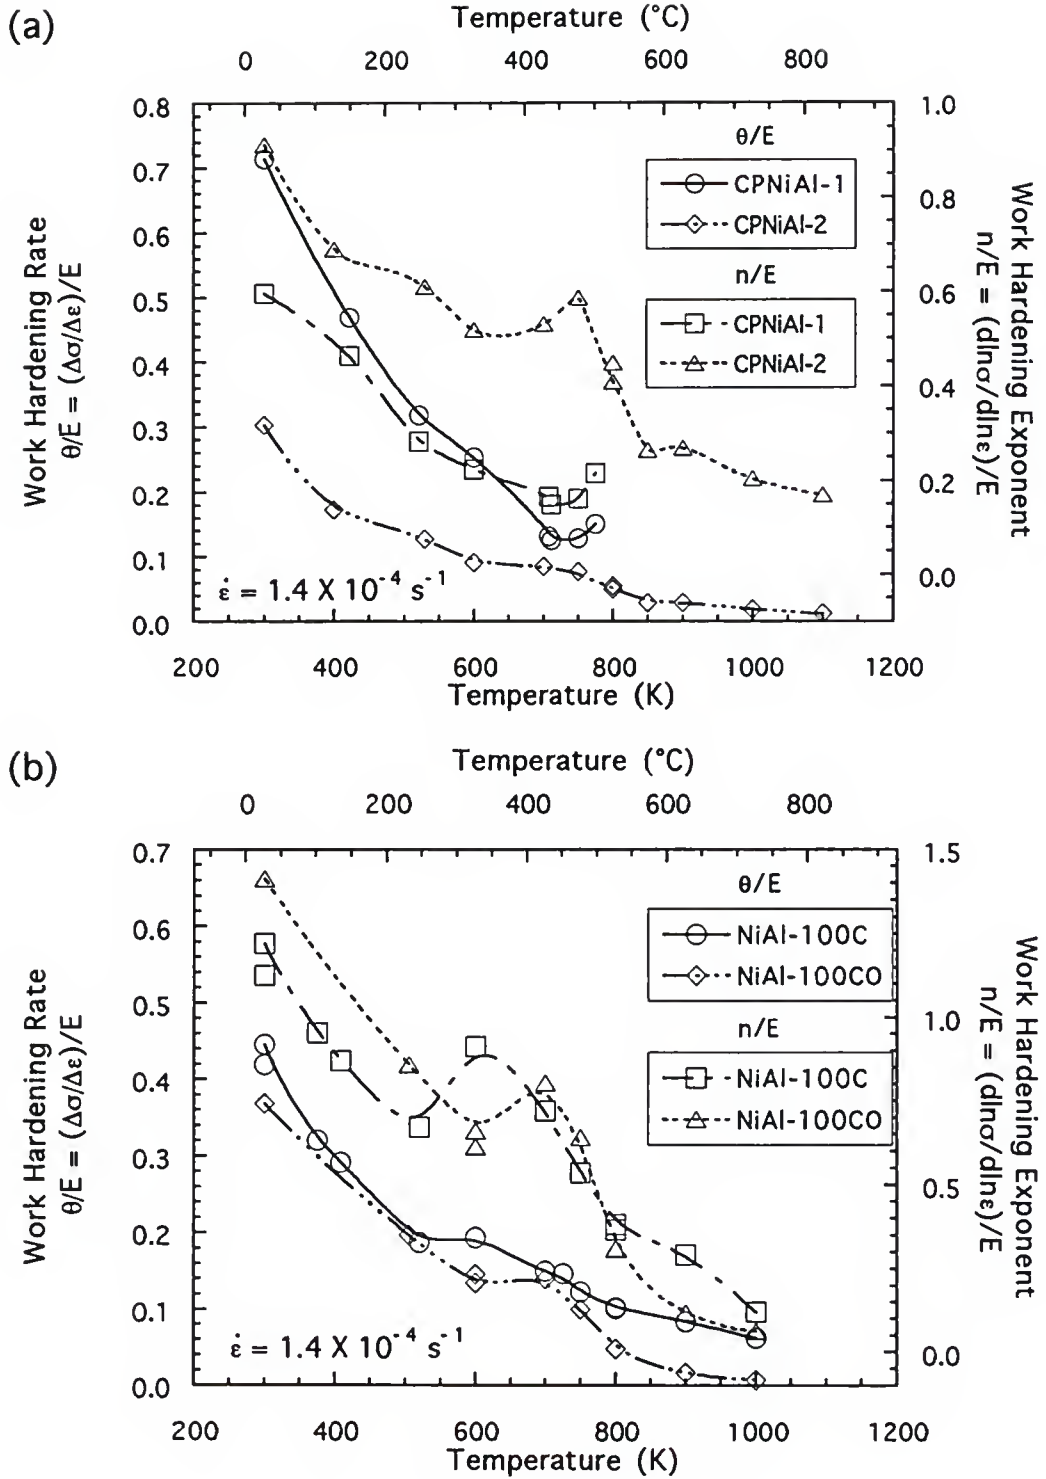 (a)
Temperature (°C)
0 200 400 600 800
0.8 0.7 0.6 0.5 0.4 0.3 0.2 0.1 0.0
Work Hardening Rate
θ/E = (Δσ/Δε)/E
θ/E
CPNiAl-1
CPNiAl-2
n/E
CPNiAl-1
CPNiAl-2
ε̇ = 1.4 X 10⁻⁴ s⁻¹
1.0 0.8 0.6 0.4 0.2 0.0
Work Hardening Exponent
n/E = (dlnσ/dlnε)/E
200 400 600 800 1000 1200
Temperature (K)
(b)
Temperature (°C)
0 200 400 600 800
0.7 0.6 0.5 0.4 0.3 0.2 0.1 0.0
Work Hardening Rate
θ/E = (Δσ/Δε)/E
θ/E
NiAl-100C
NiAl-100CO
n/E
NiAl-100C
NiAl-100CO
ε̇ = 1.4 X 10⁻⁴ s⁻¹
1.5 1.0 0.5 0.0
Work Hardening Exponent
n/E = (dlnσ/dlnε)/E
200 400 600 800 1000 1200
Temperature (K)